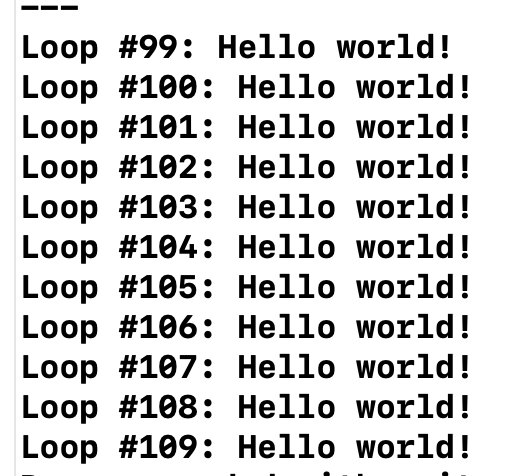 ---
Loop #99: Hello world!
Loop #100: Hello world!
Loop #101: Hello world!
Loop #102: Hello world!
Loop #103: Hello world!
Loop #104: Hello world!
Loop #105: Hello world!
Loop #106: Hello world!
Loop #107: Hello world!
Loop #108: Hello world!
Loop #109: Hello world!